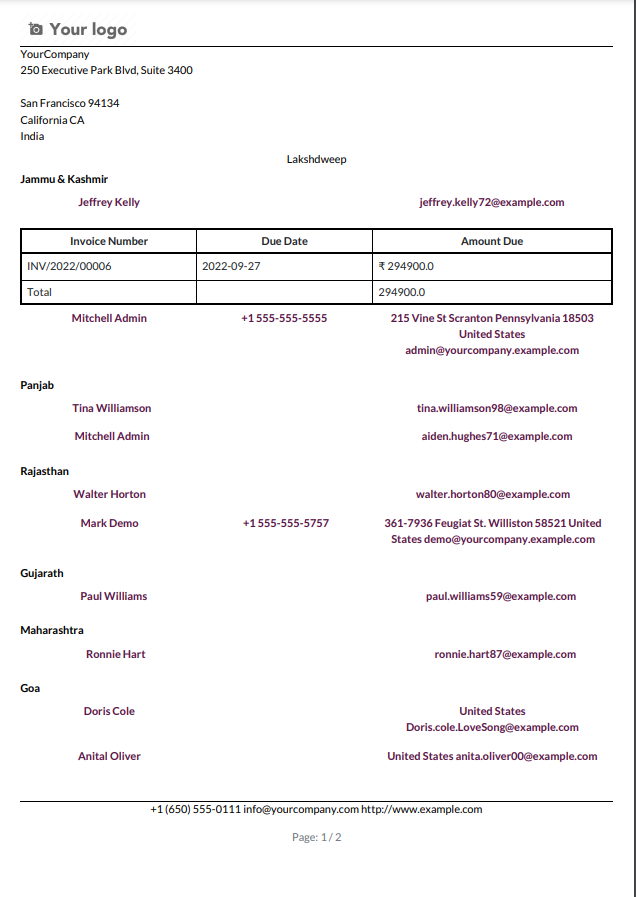 Your logo
YourCompany
250 Executive Park Blvd, Suite 3400
San Francisco 94134
California CA
India
Lakshdweep
Jammu & Kashmir
Jeffrey Kelly jeffrey.kelly72@example.com
Invoice Number Due Date Amount Due
INV/2022/00006 2022-09-27 ₹ 294900.0
Total 294900.0
Mitchell Admin +1 555-555-5555 215 Vine St Scranton Pennsylvania 18503
United States
admin@yourcompany.example.com
Panjab
Tina Williamson tina.williamson98@example.com
Mitchell Admin aiden.hughes71@example.com
Rajasthan
Walter Horton walter.horton80@example.com
Mark Demo +1 555-555-5757 361-7936 Feugiat St. Williston 58521 United
States demo@yourcompany.example.com
Gujarath
Paul Williams paul.williams59@example.com
Maharashtra
Ronnie Hart ronnie.hart87@example.com
Goa
Doris Cole United States
Doris.cole.LoveSong@example.com
Anital Oliver United States anita.oliver00@example.com
+1 (650) 555-0111 info@yourcompany.com http://www.example.com
Page: 1 / 2